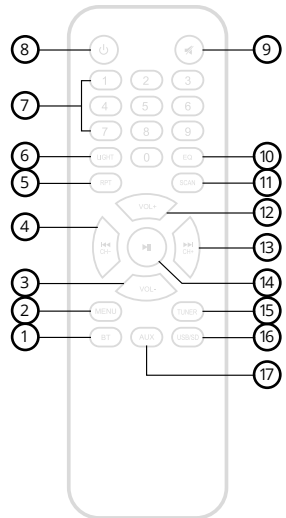 8 9
1 2 3
7
4 5 6
7 8 9
6 LIGHT 0 EQ 10
5 RPT SCAN 11
VOL+ 12
4
CH- CH+ 13
14
3 VOL-
2 MENU TUNER 15
1 BT AUX USB/SD 16
17